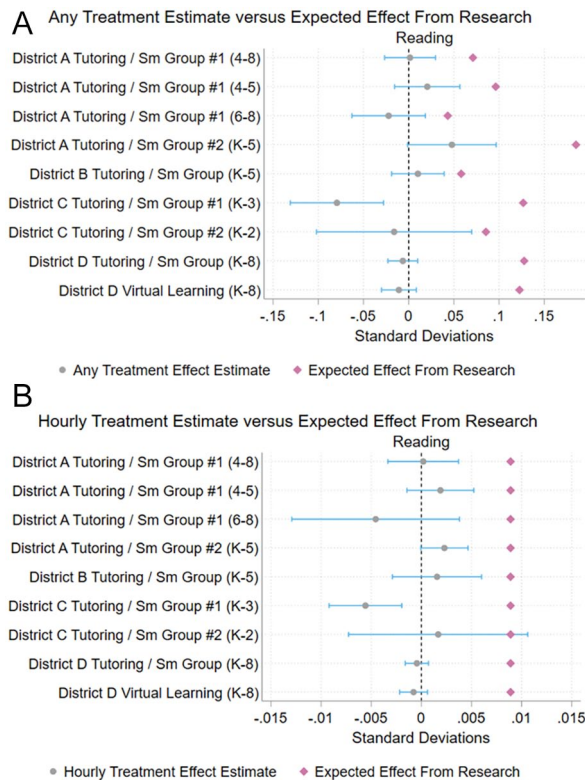 A
Any Treatment Estimate versus Expected Effect From Research
Reading
District A Tutoring / Sm Group #1 (4-8)
District A Tutoring / Sm Group #1 (4-5)
District A Tutoring / Sm Group #1 (6-8)
District A Tutoring / Sm Group #2 (K-5)
District B Tutoring / Sm Group (K-5)
District C Tutoring / Sm Group #1 (K-3)
District C Tutoring / Sm Group #2 (K-2)
District D Tutoring / Sm Group (K-8)
District D Virtual Learning (K-8)
-.15 -.1 -.05 0 .05 .1 .15
Standard Deviations
Any Treatment Effect Estimate Expected Effect From Research
B
Hourly Treatment Estimate versus Expected Effect From Research
Reading
District A Tutoring / Sm Group #1 (4-8)
District A Tutoring / Sm Group #1 (4-5)
District A Tutoring / Sm Group #1 (6-8)
District A Tutoring / Sm Group #2 (K-5)
District B Tutoring / Sm Group (K-5)
District C Tutoring / Sm Group #1 (K-3)
District C Tutoring / Sm Group #2 (K-2)
District D Tutoring / Sm Group (K-8)
District D Virtual Learning (K-8)
-.015 -.01 -.005 0 .005 .01 .015
Standard Deviations
Hourly Treatment Effect Estimate Expected Effect From Research